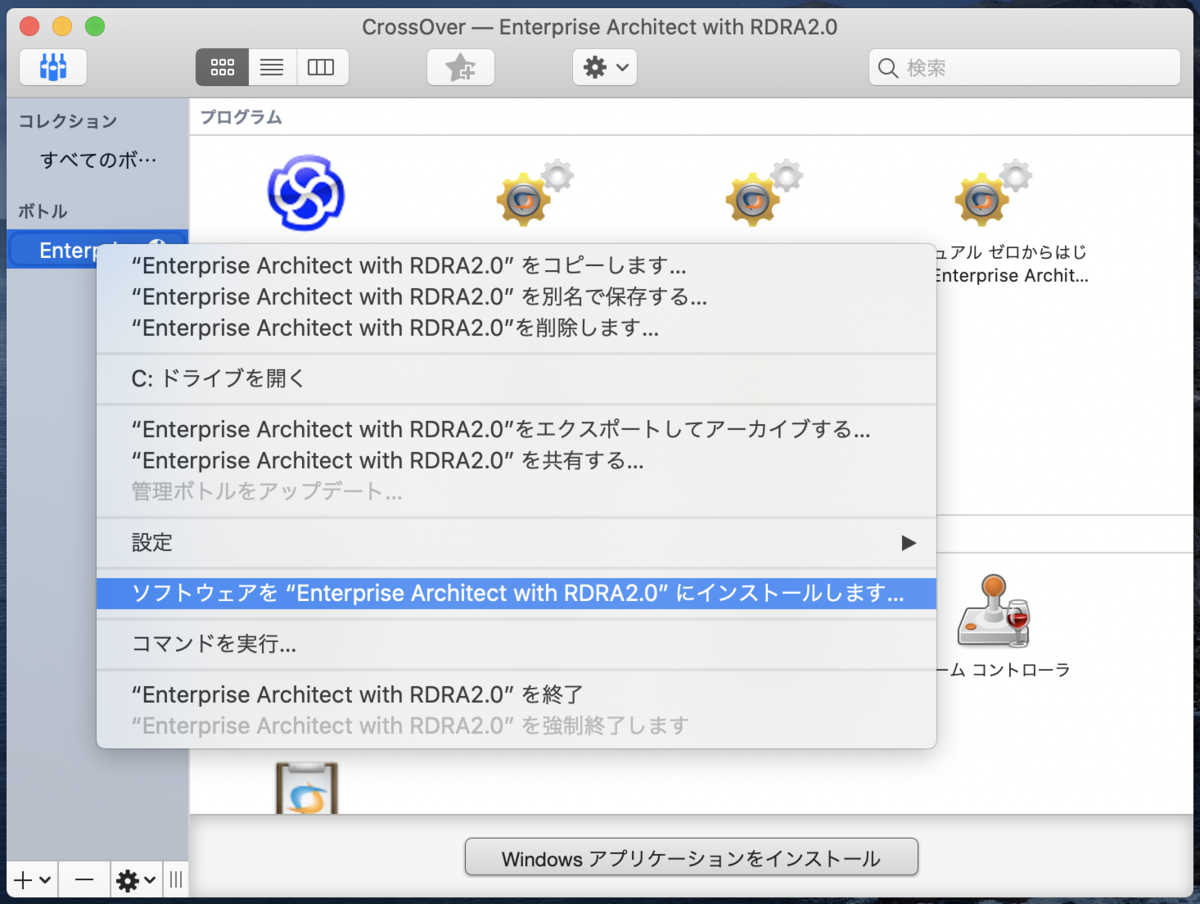 CrossOver — Enterprise Architect with RDRA2.0
検索
コレクション
プログラム
すべてのボ…
ボトル
Enterp
ュアル ゼロからはじ
Enterprise Archit...
“Enterprise Architect with RDRA2.0” をコピーします...
“Enterprise Architect with RDRA2.0” を別名で保存する...
“Enterprise Architect with RDRA2.0”を削除します...
C: ドライブを開く
“Enterprise Architect with RDRA2.0”をエクスポートしてアーカイブする...
“Enterprise Architect with RDRA2.0” を共有する...
管理ボトルをアップデート...
設定
ソフトウェアを “Enterprise Architect with RDRA2.0” にインストールします...
コマンドを実行...
ーム コントローラ
“Enterprise Architect with RDRA2.0” を終了
“Enterprise Architect with RDRA2.0” を強制終了します
Windows アプリケーションをインストール